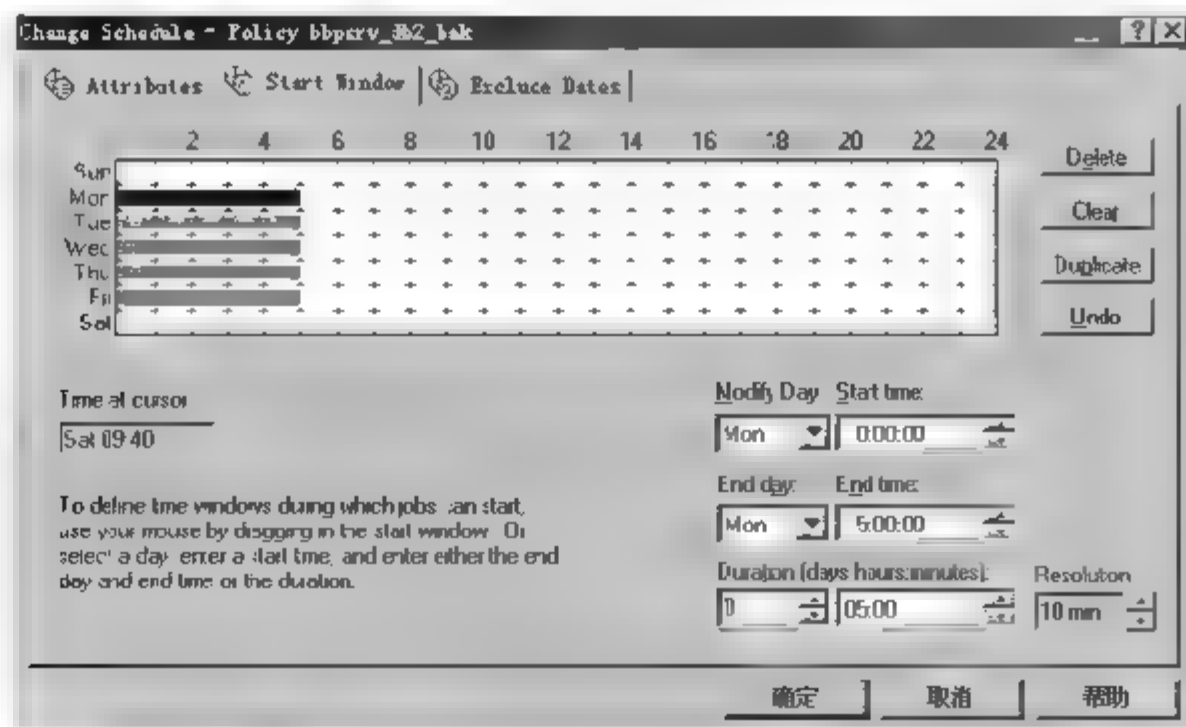 Change Schedule - Policy bbpsrv_db2_bak
Attributes Start Window Excluce Dates
2 4 6 8 10 12 14 16 18 20 22 24
Sun
Mon
Tue
Wed
Thu
Fri
Sat
Delete
Clear
Duplicate
Undo
Time at cursor
Sat 09:40
To define time windows during which jobs can start,
use your mouse by dragging in the start window. Or
select a day, enter a start time, and enter either the end
day and end time or the duration.
Modify Day Start time:
Mon 0:00:00
End day: End time:
Mon 5:00:00
Duration (days hours:minutes):
0 05:00
Resolution
10 min
确定 取消 帮助